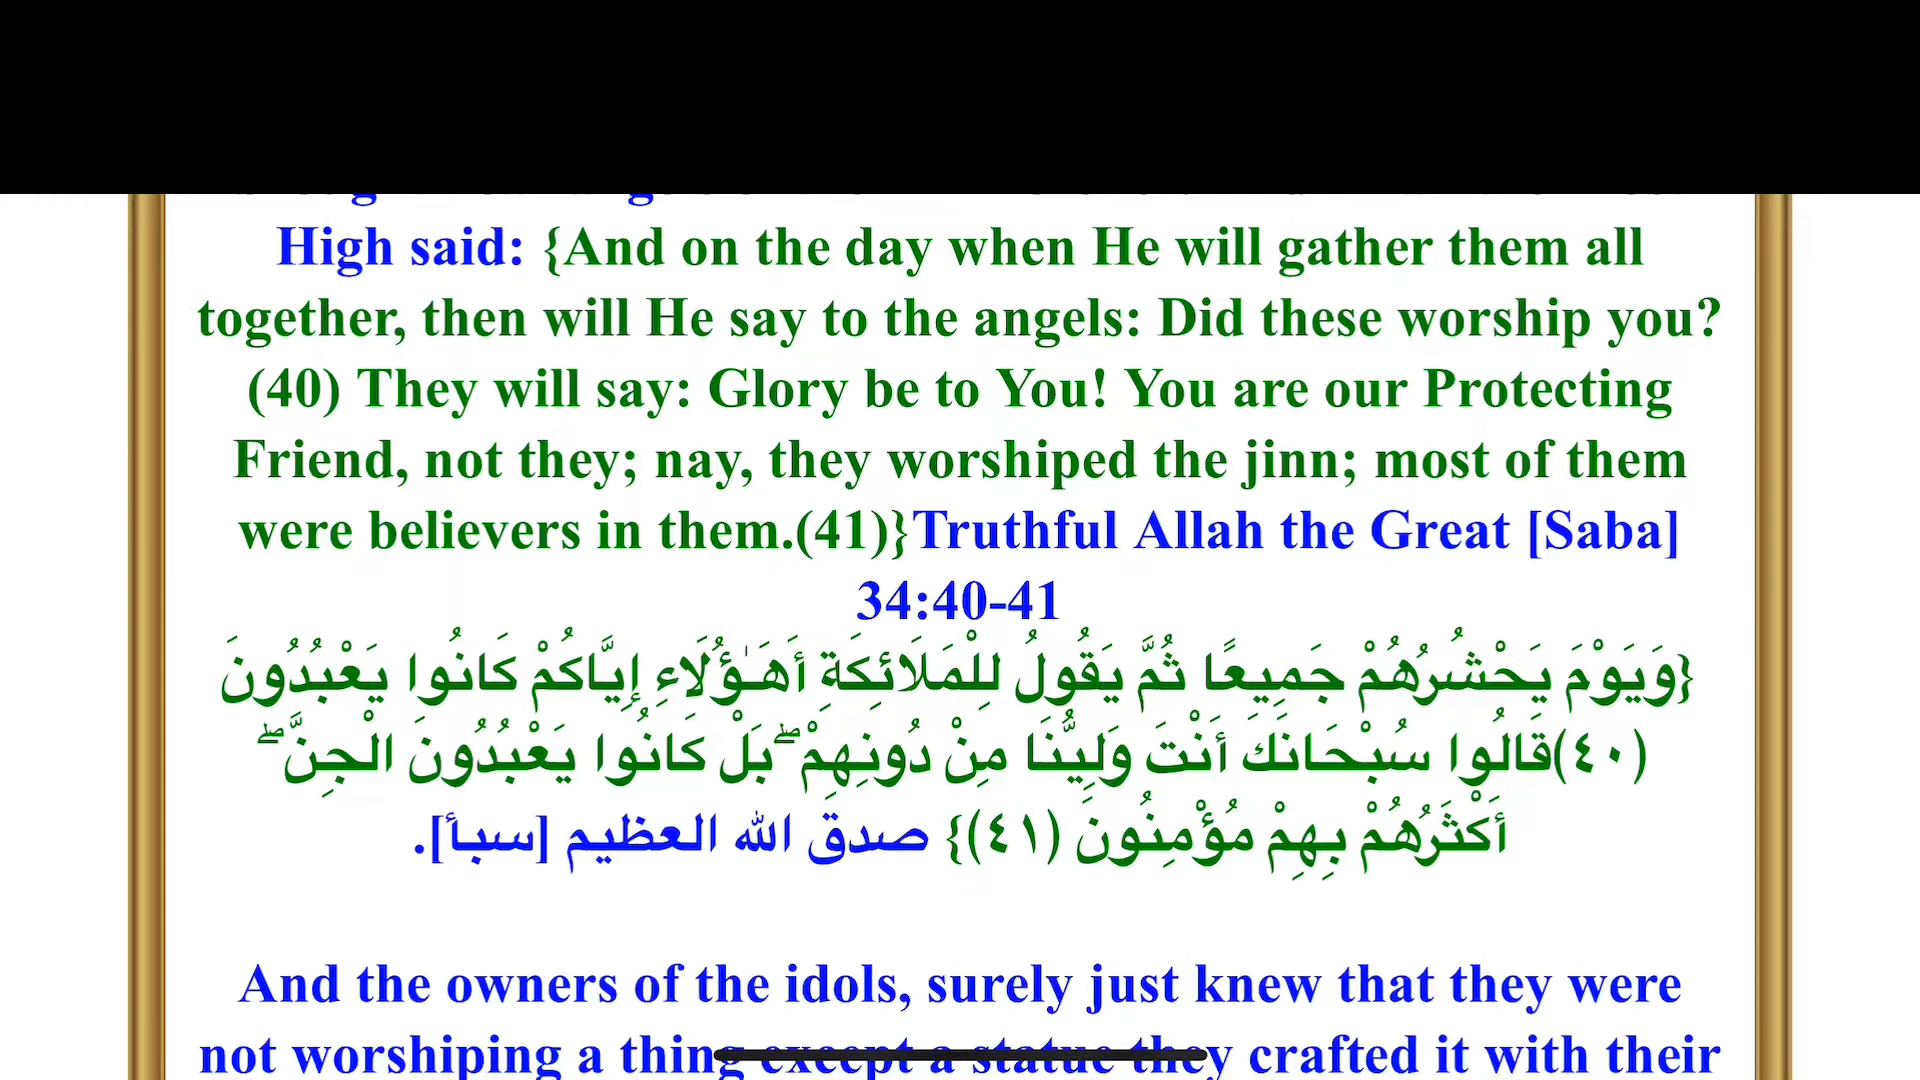 High said: {And on the day when He will gather them all
together, then will He say to the angels: Did these worship you?
(40) They will say: Glory be to You! You are our Protecting
Friend, not they; nay, they worshiped the jinn; most of them
were believers in them.(41)}Truthful Allah the Great [Saba]
34:40-41
{وَيَوْمَ يَحْشُرُهُمْ جَمِيعًا ثُمَّ يَقُولُ لِلْمَلَائِكَةِ أَهَـٰؤُلَاءِ إِيَّاكُمْ كَانُوا يَعْبُدُونَ
(٤٠)قَالُوا سُبْحَانَكَ أَنْتَ وَلِيُّنَا مِنْ دُونِهِمْ ۖ بَلْ كَانُوا يَعْبُدُونَ الْجِنَّ ۖ
أَكْثَرُهُمْ بِهِمْ مُؤْمِنُونَ (٤١)} صدق الله العظيم [سبأ].
And the owners of the idols, surely just knew that they were
not worshiping a thing except a statue they crafted it with their